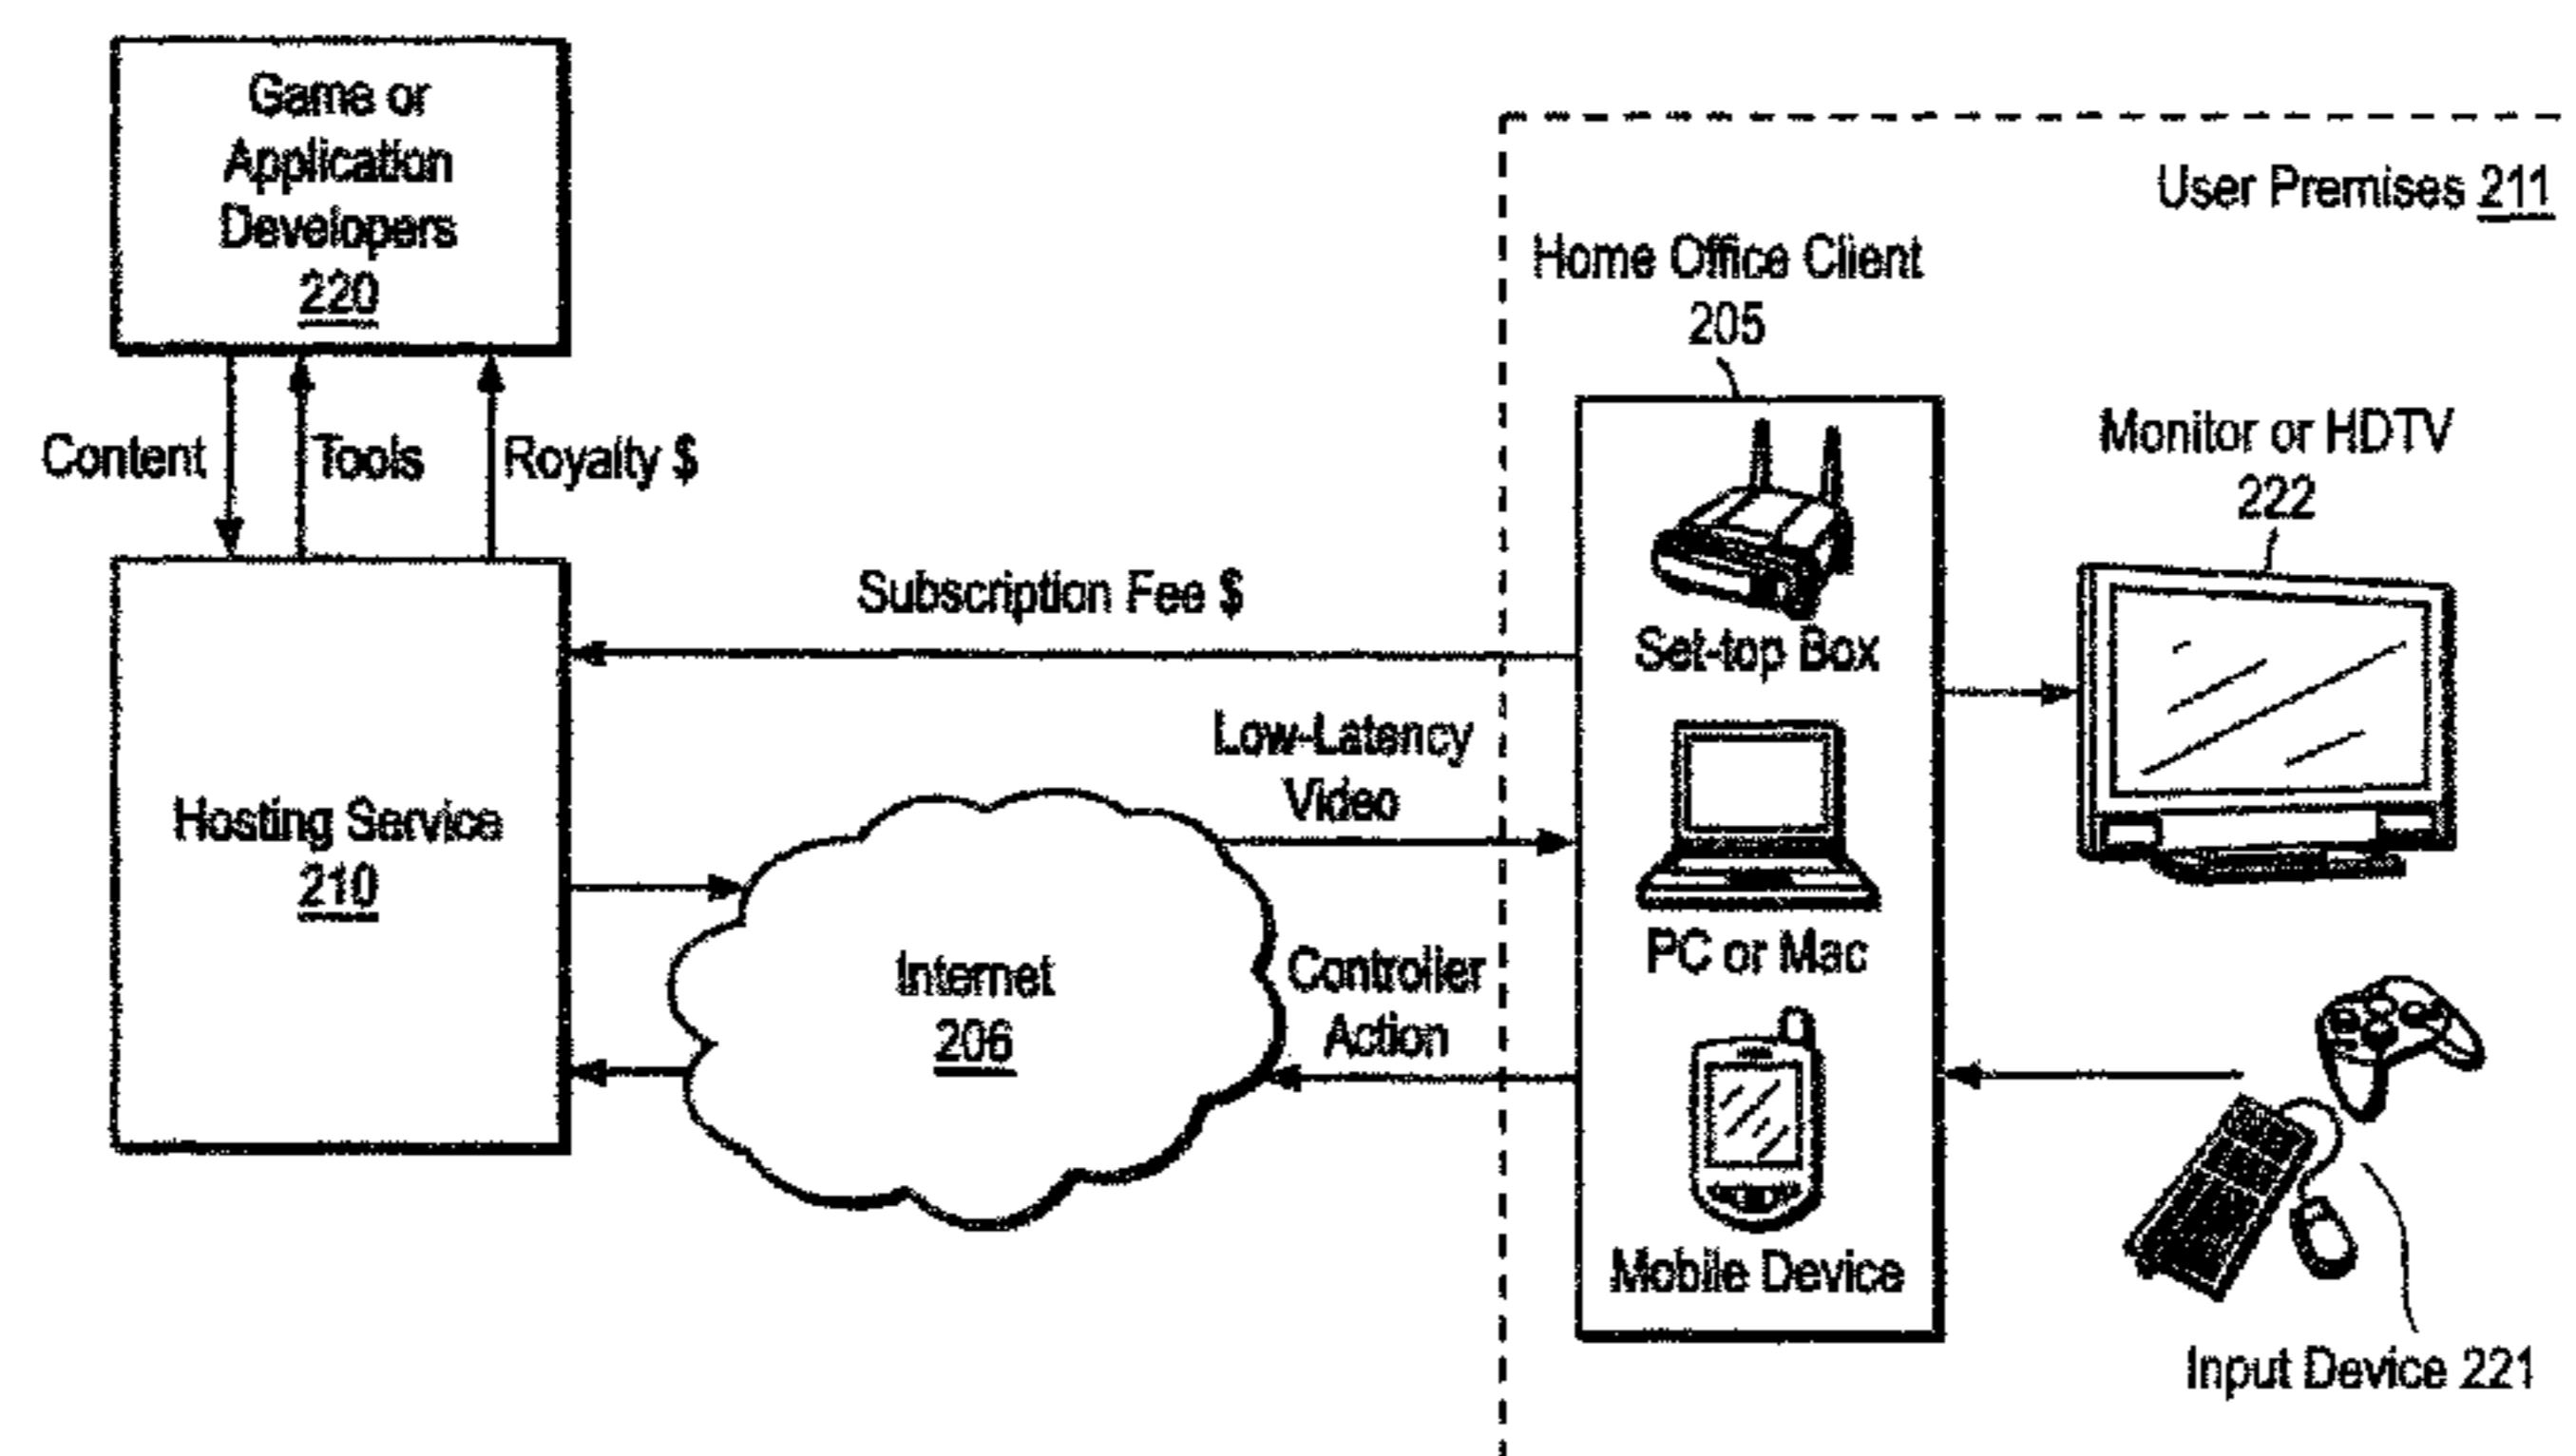 Game or
Application
Developers
220
User Premises 211
Home Office Client
205
Content
Tools
Royalty $
Monitor or HDTV
222
Subscription Fee $
Set-top Box
Low-Latency
Video
Hosting Service
210
PC or Mac
Internet
206
Controller
Action
Mobile Device
Input Device 221